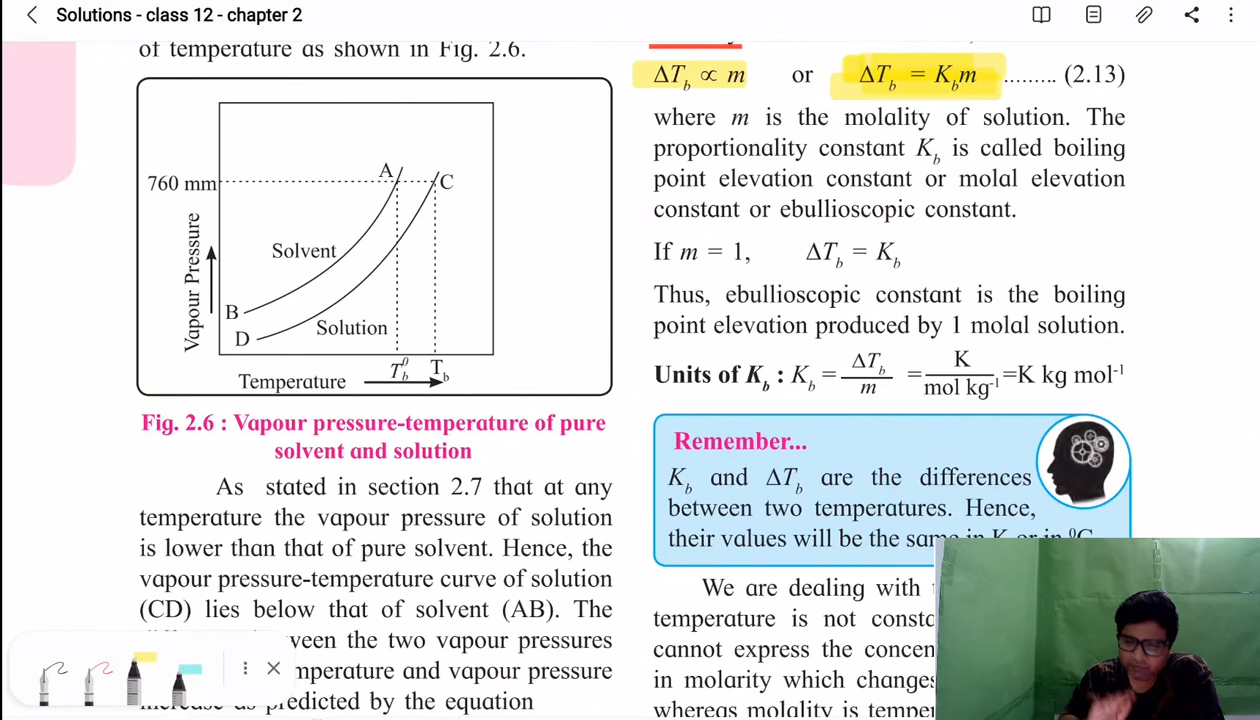 Solutions - class 12 - chapter 2
of temperature as shown in Fig. 2.6.
760 mm
A
C
Vapour Pressure
Solvent
B
D
Solution
T_b^0 T_b
Temperature
Fig. 2.6 : Vapour pressure-temperature of pure
solvent and solution
As stated in section 2.7 that at any
temperature the vapour pressure of solution
is lower than that of pure solvent. Hence, the
vapour pressure-temperature curve of solution
(CD) lies below that of solvent (AB). The
the two vapour pressures
temperature and vapour pressure
predicted by the equation
ΔT_b ∝ m or ΔT_b = K_b m ........ (2.13)
where m is the molality of solution. The
proportionality constant K_b is called boiling
point elevation constant or molal elevation
constant or ebullioscopic constant.
If m = 1, ΔT_b = K_b
Thus, ebullioscopic constant is the boiling
point elevation produced by 1 molal solution.
Units of K_b : K_b = ΔT_b / m = K / mol kg⁻¹ =K kg mol⁻¹
Remember...
K_b and ΔT_b are the differences
between two temperatures. Hence,
their values will be the same in K or in ⁰C
We are dealing with
temperature is not
cannot express the
in molarity which changes
whereas molality is